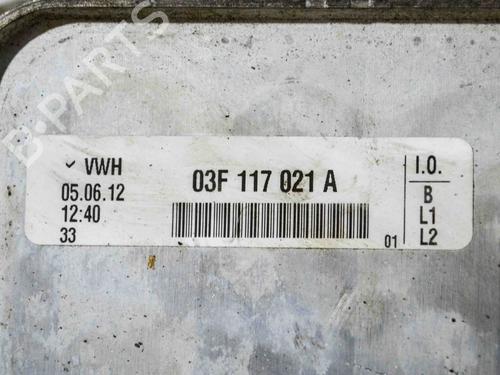 B-PARTS
✓ VWH
05.06.12
12:40
33
03F 117 021 A
01
I.O.
B
L1
L2